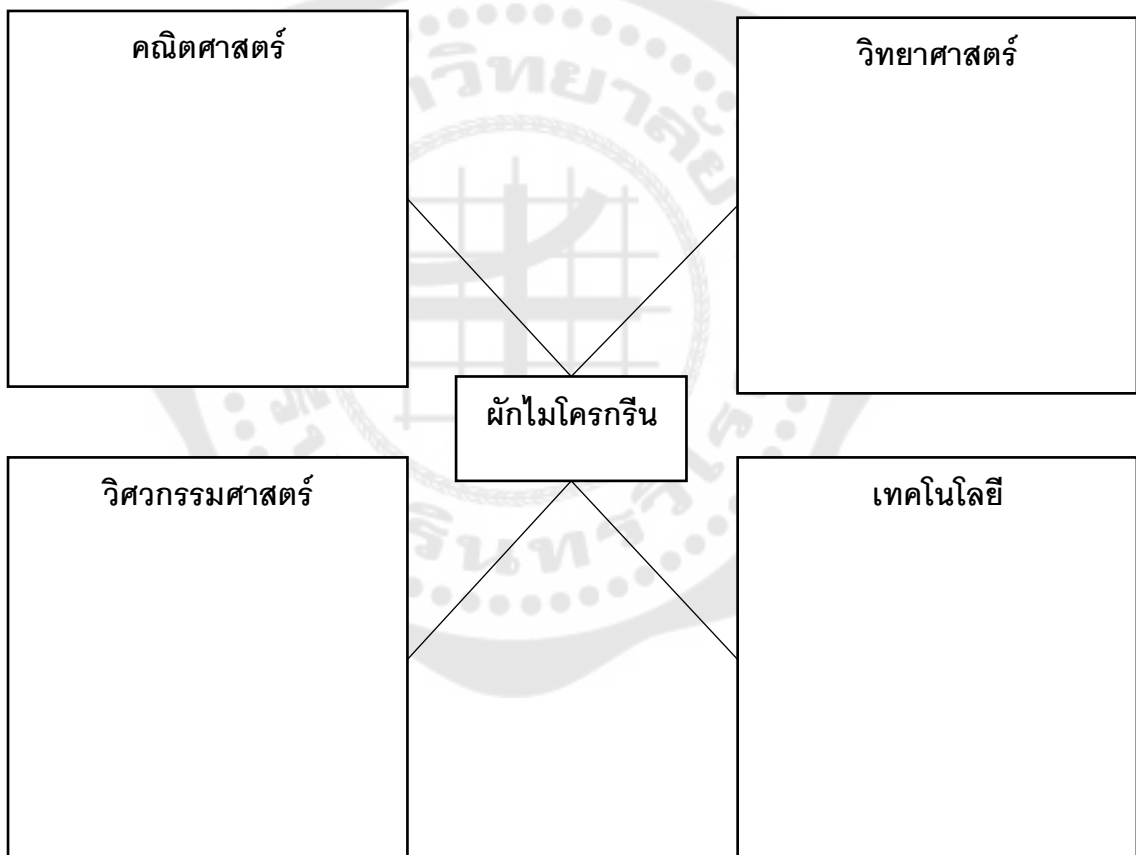 คณิตศาสตร์
วิทยาศาสตร์
ผักไมโครกรีน
วิศวกรรมศาสตร์
เทคโนโลยี